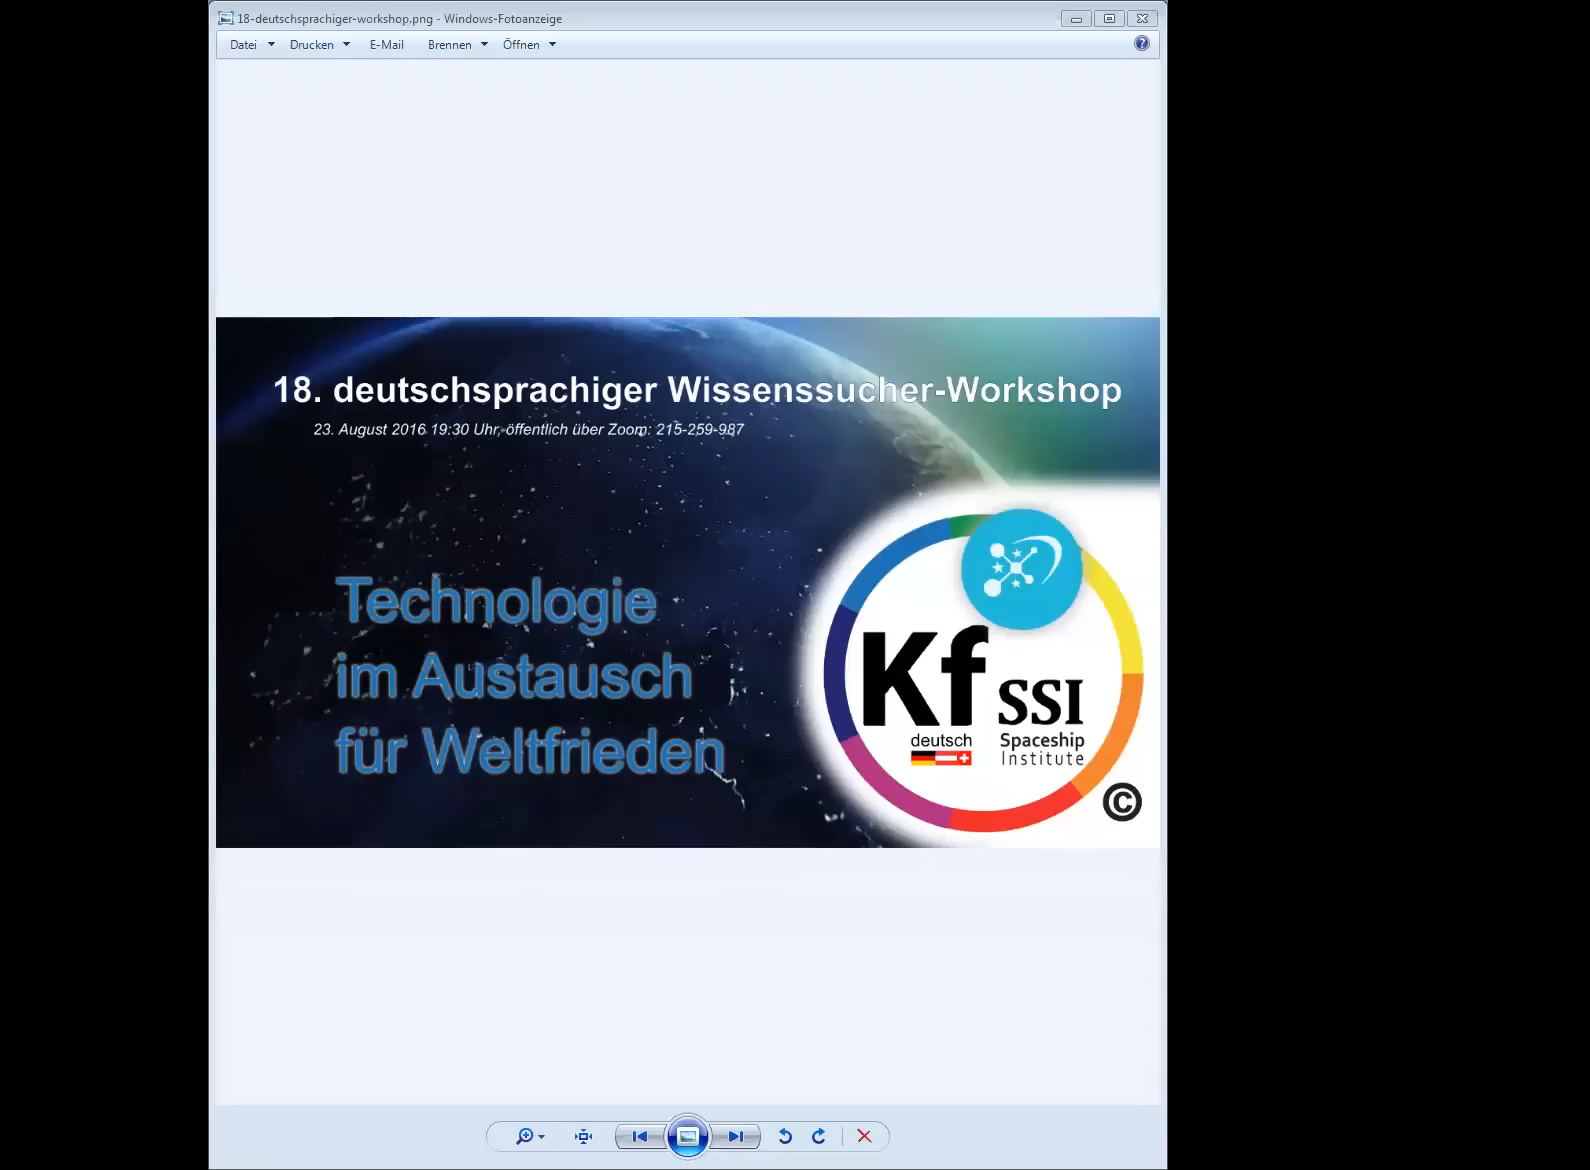 18-deutschsprachiger-workshop.png - Windows-Fotoanzeige
Datei Drucken E-Mail Brennen Öffnen
18. deutschsprachiger Wissenssucher-Workshop
23. August 2016 19:30 Uhr, öffentlich über Zoom: 215-259-987
Technologie
im Austausch
für Weltfrieden
Kf SSI
deutsch Spaceship
Institute
©